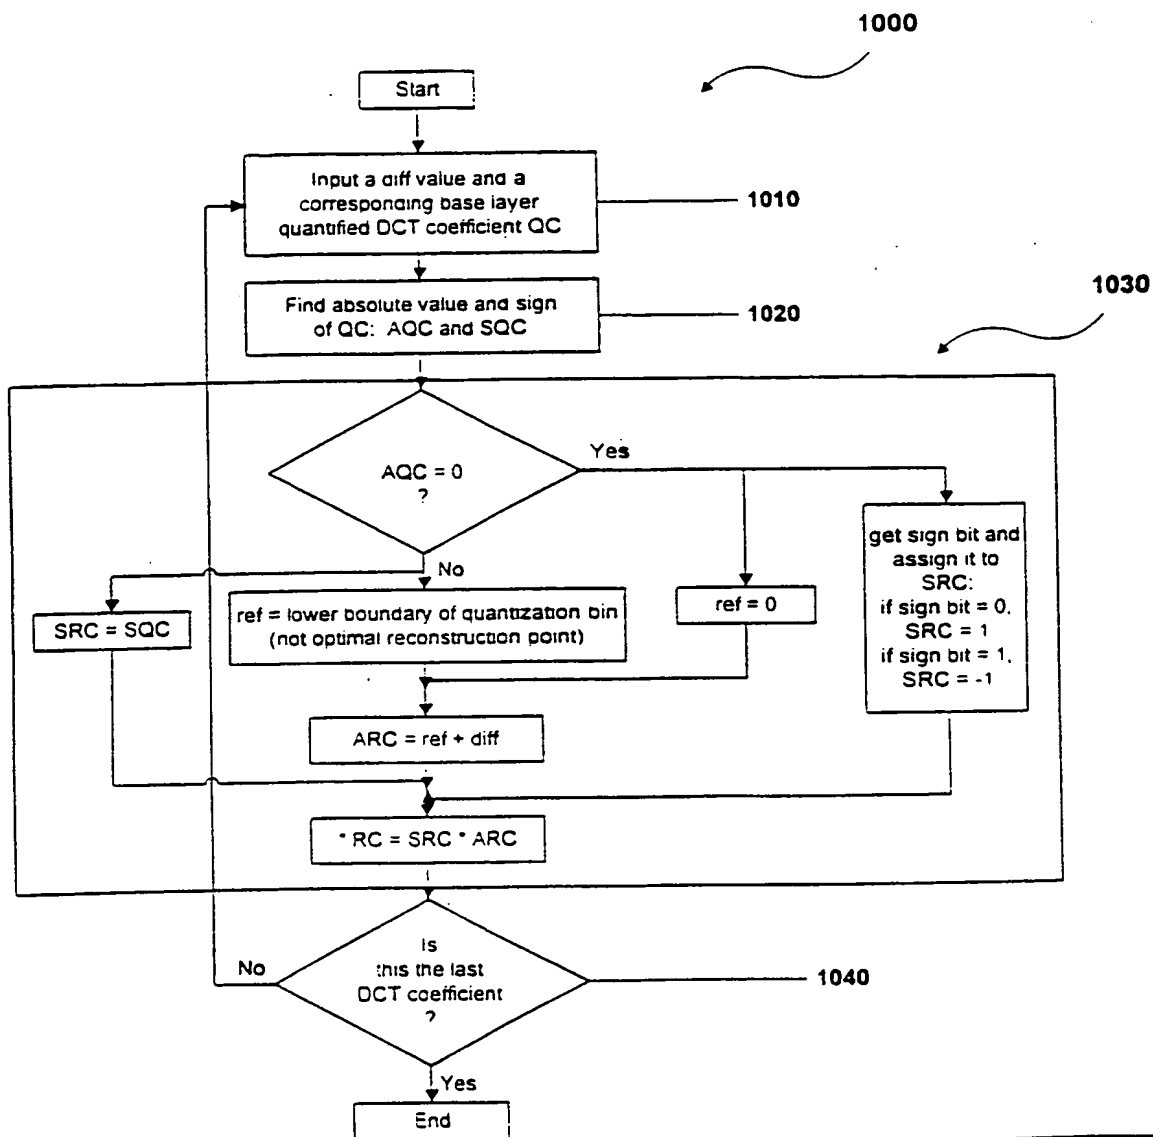 1000
Start
Input a diff value and a
corresponding base layer
quantified DCT coefficient QC
1010
Find absolute value and sign
of QC: AQC and SQC
1020
1030
AQC = 0
?
Yes
No
SRC = SQC
ref = lower boundary of quantization bin
(not optimal reconstruction point)
ref = 0
get sign bit and
assign it to
SRC:
if sign bit = 0,
SRC = 1
if sign bit = 1,
SRC = -1
ARC = ref + diff
* RC = SRC * ARC
Is
this the last
DCT coefficient
?
No
1040
Yes
End